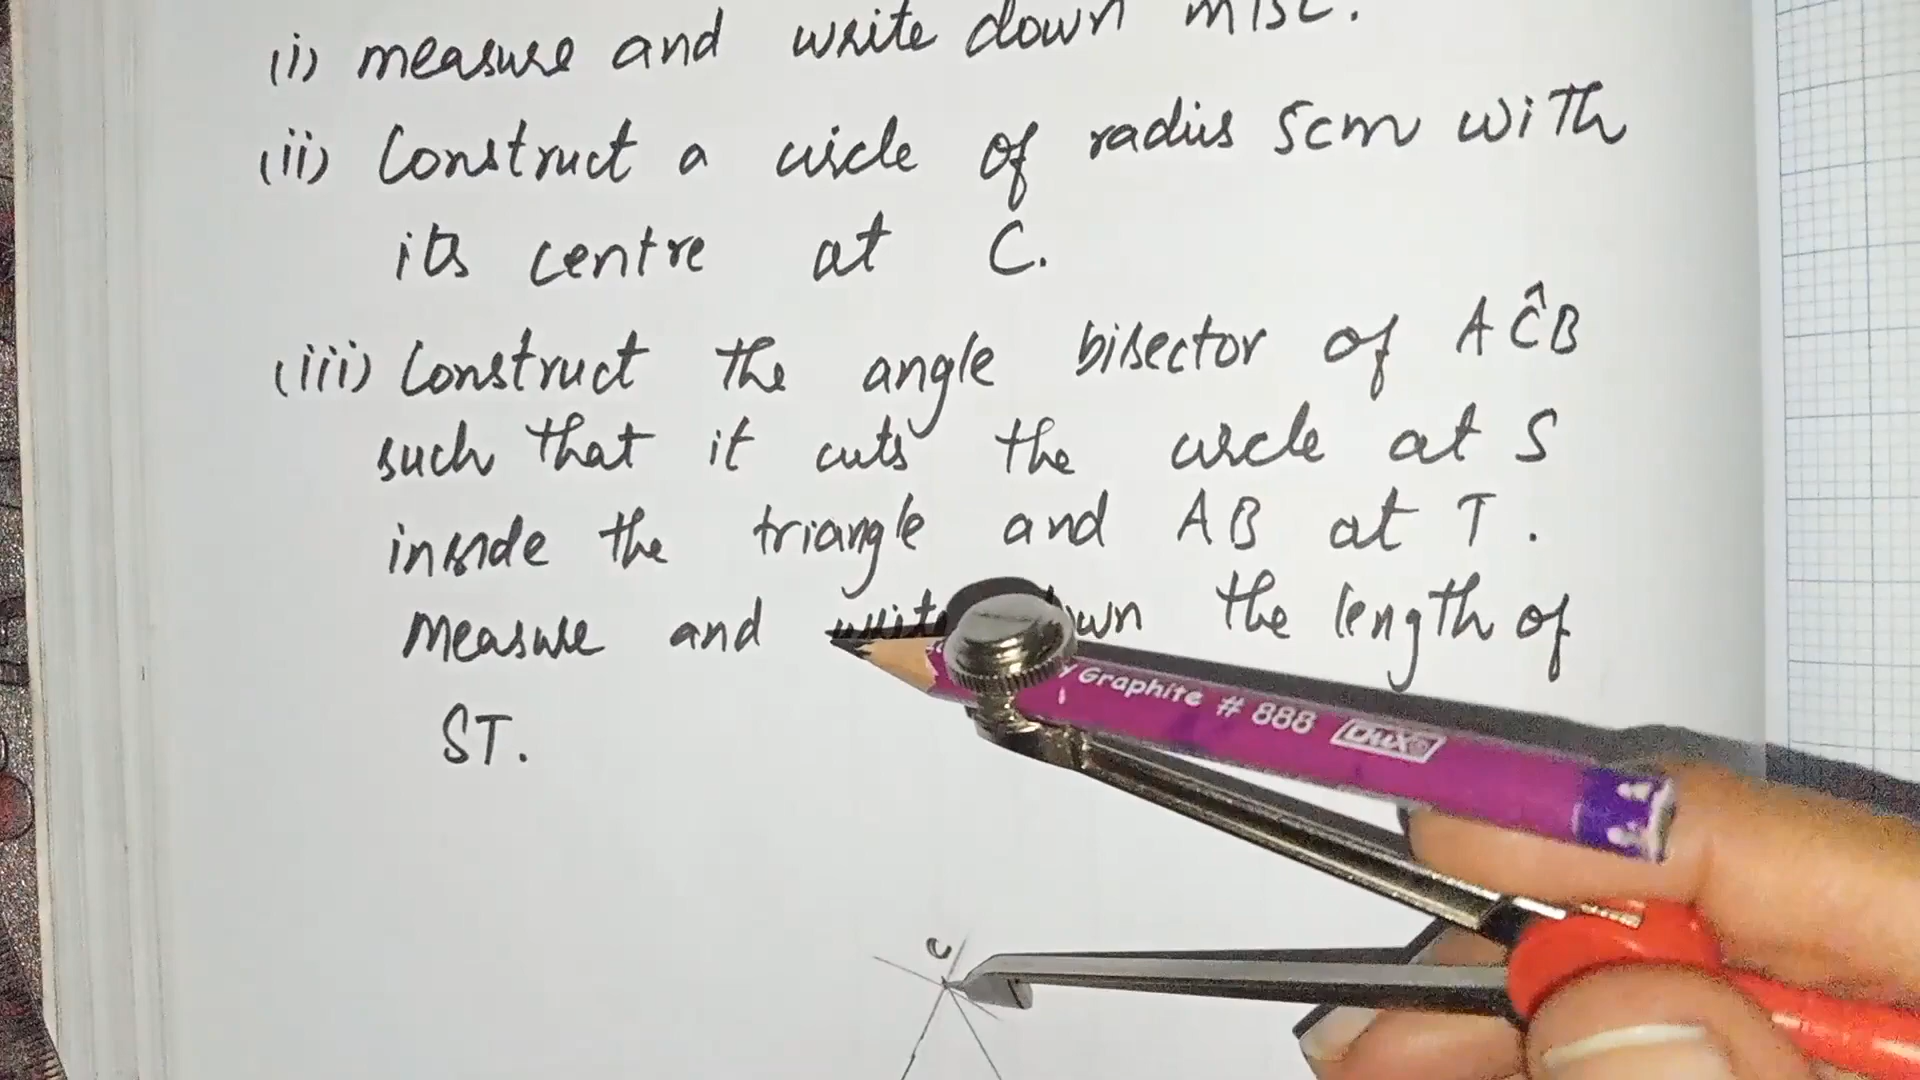 (i) measure and write down
(ii) Construct a circle of radius 5cm with
its centre at C.
(iii) Construct the angle bisector of AĈB
such that it cuts the circle at S
inside the triangle and AB at T.
Measure and the length of
ST.
Graphite # 888 DUX
C